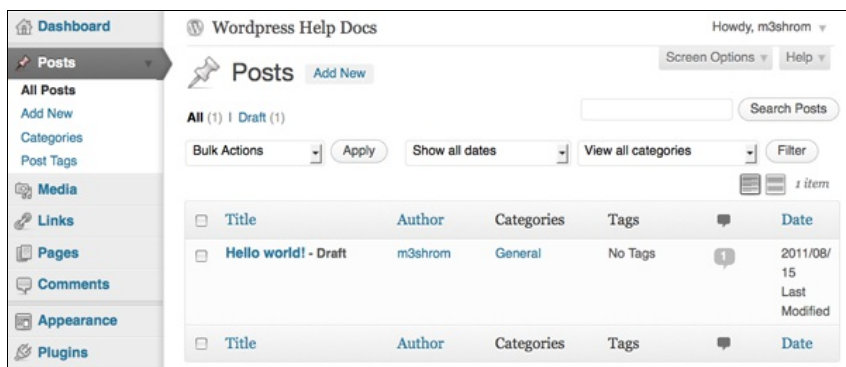 Dashboard
Posts
All Posts
Add New
Categories
Post Tags
Media
Links
Pages
Comments
Appearance
Plugins
Wordpress Help Docs
Howdy, m3shrom
Screen Options
Help
Posts Add New
All (1) | Draft (1)
Search Posts
Bulk Actions Apply Show all dates View all categories Filter
1 item
Title Author Categories Tags Date
Hello world! - Draft m3shrom General No Tags 1 2011/08/
15
Last
Modified
Title Author Categories Tags Date